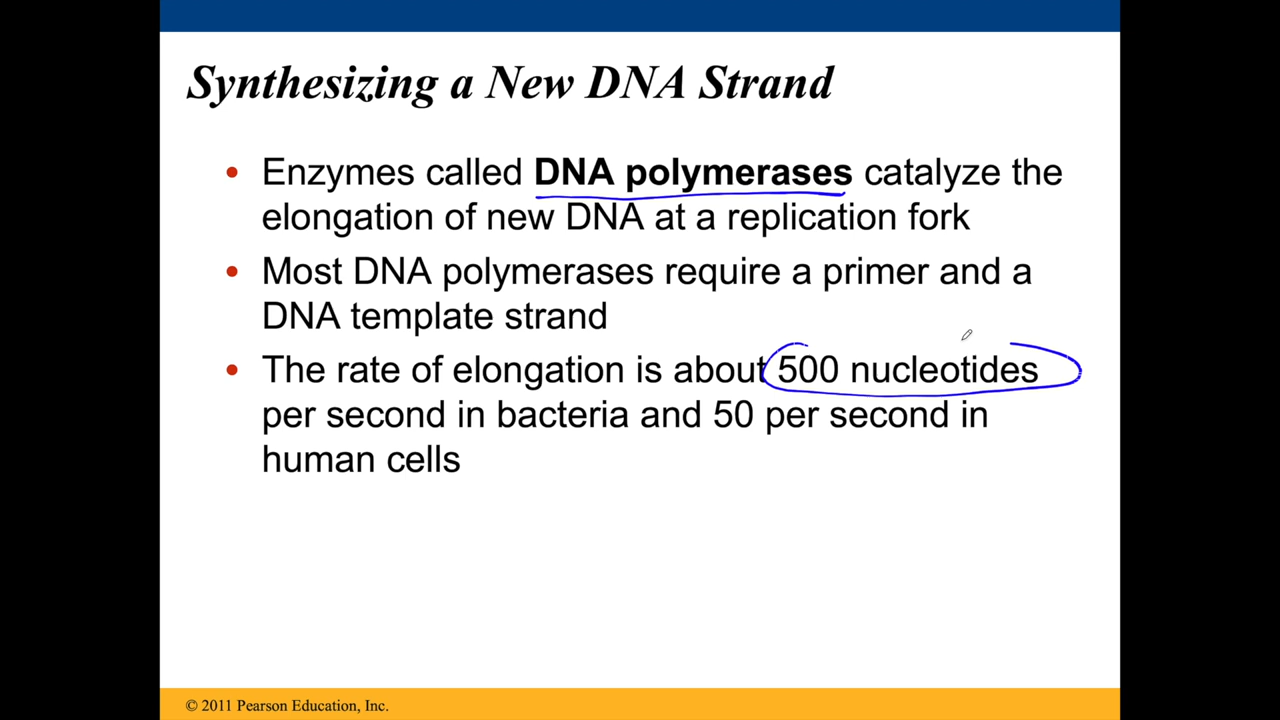 Synthesizing a New DNA Strand
• Enzymes called DNA polymerases catalyze the
elongation of new DNA at a replication fork
• Most DNA polymerases require a primer and a
DNA template strand
• The rate of elongation is about 500 nucleotides
per second in bacteria and 50 per second in
human cells
© 2011 Pearson Education, Inc.